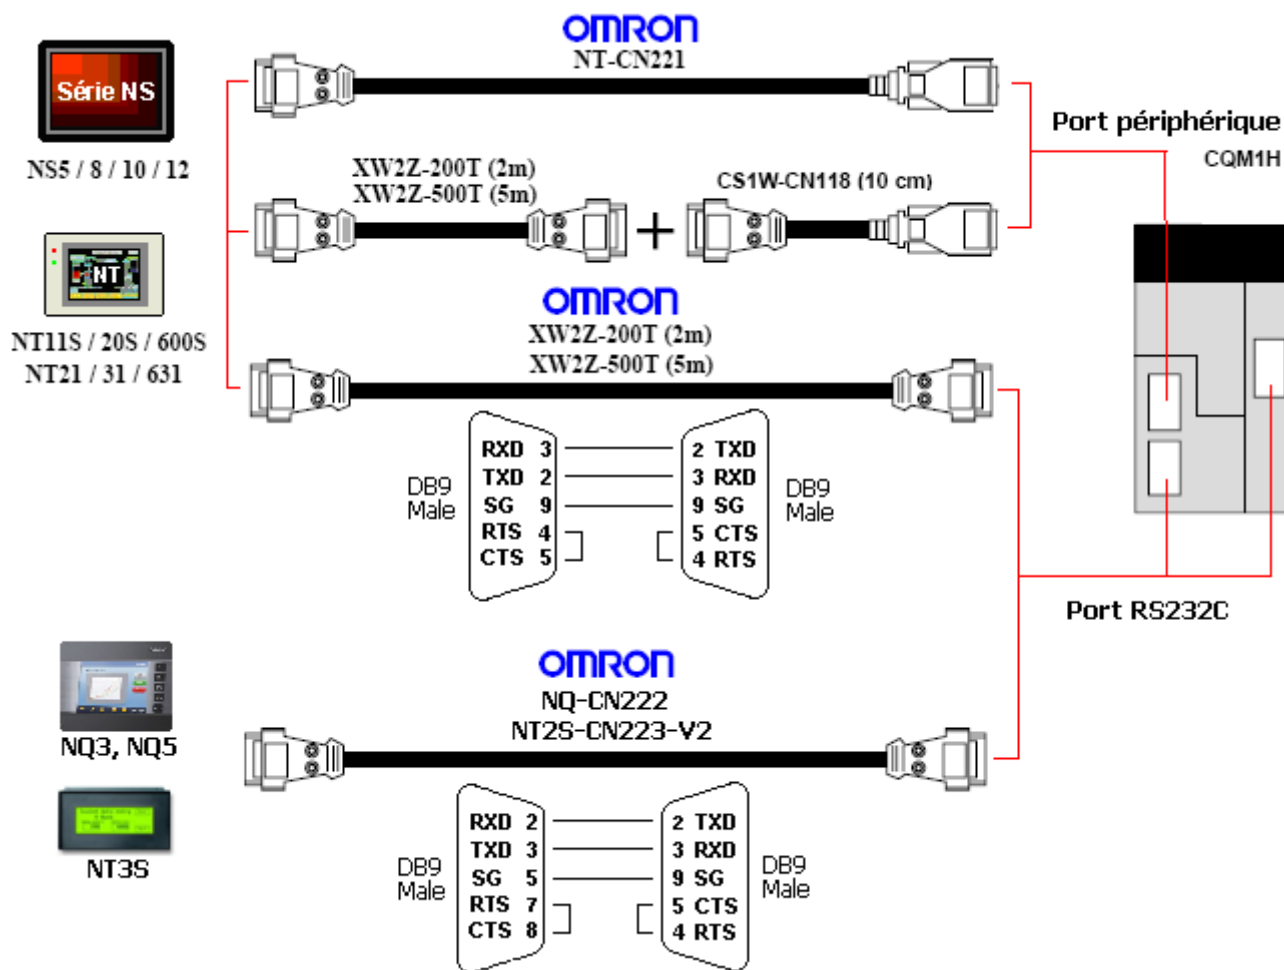 OMRON
NT-CN221
Série NS
NS5 / 8 / 10 / 12
Port périphérique
CQM1H
XW2Z-200T (2m)
XW2Z-500T (5m)
CS1W-CN118 (10 cm)
+
NT
NT11S / 20S / 600S
NT21 / 31 / 631
OMRON
XW2Z-200T (2m)
XW2Z-500T (5m)
DB9
Male
RXD 3
TXD 2
SG 9
RTS 4
CTS 5
2 TXD
3 RXD
9 SG
5 CTS
4 RTS
DB9
Male
Port RS232C
OMRON
NQ-CN222
NT2S-CN223-V2
NQ3, NQ5
NT3S
DB9
Male
RXD 2
TXD 3
SG 5
RTS 7
CTS 8
2 TXD
3 RXD
9 SG
5 CTS
4 RTS
DB9
Male